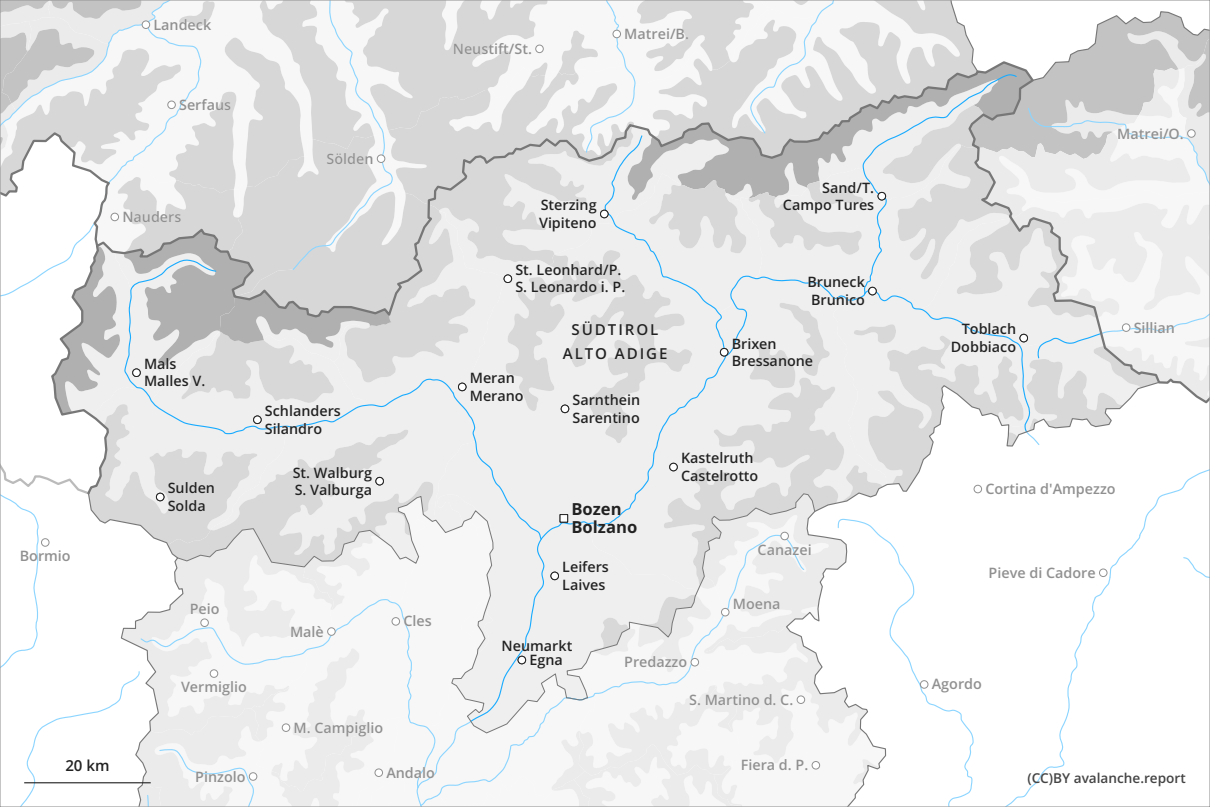 Landeck
Matrei/B.
Neustift/St.
Serfaus
Matrei/O.
Sölden
Sand/T.
Campo Tures
Nauders
Sterzing
Vipiteno
St. Leonhard/P.
S. Leonardo i. P.
Bruneck
Brunico
SÜDTIROL
ALTO ADIGE
Toblach
Dobbiaco
Sillian
Brixen
Bressanone
Mals
Malles V.
Meran
Merano
Sarnthein
Sarentino
Schlanders
Silandro
Kastelruth
Castelrotto
St. Walburg
S. Valburga
Sulden
Solda
Cortina d'Ampezzo
Bozen
Bolzano
Bormio
Canazei
Leifers
Laives
Pieve di Cadore
Peio
Moena
Malè
Cles
Neumarkt
Egna
Predazzo
Vermiglio
Agordo
S. Martino d. C.
M. Campiglio
Fiera d. P.
20 km
Pinzolo
Andalo
(CC)BY avalanche.report